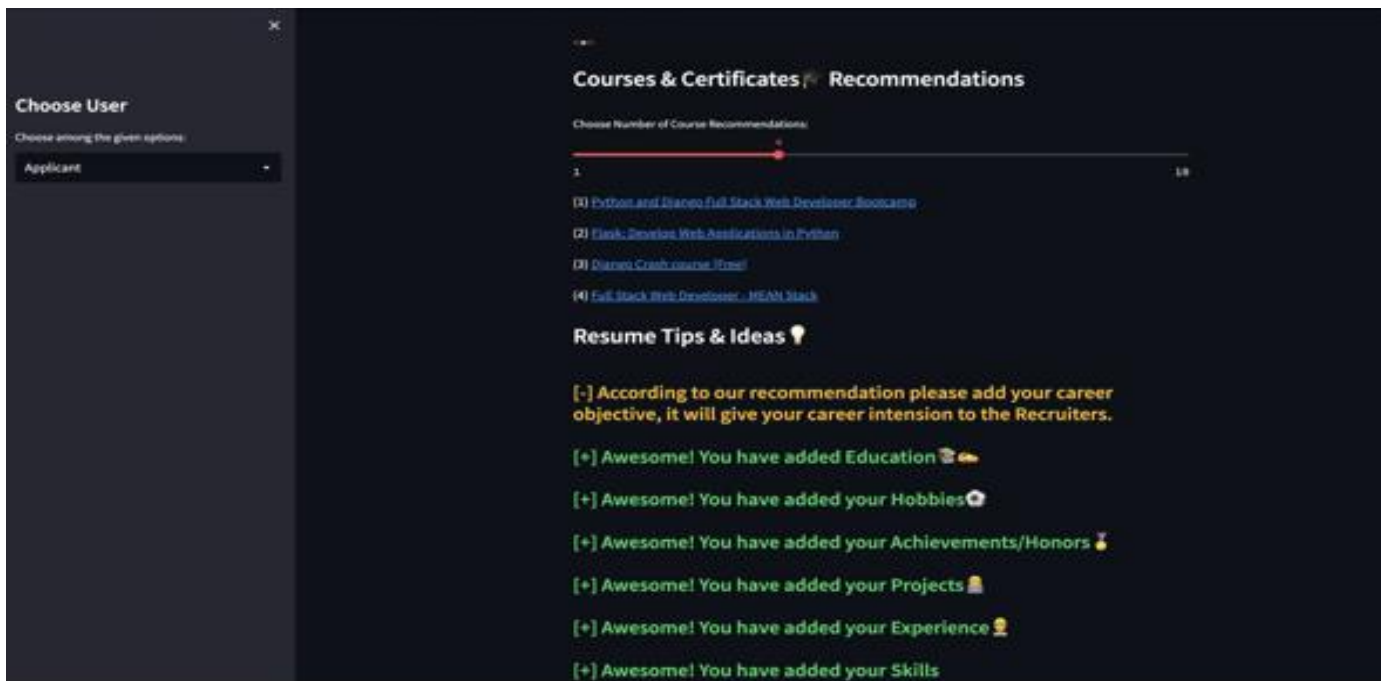 ×
Choose User
Choose among the given options:
Applicant
Courses & Certificates🎓 Recommendations
Choose Number of Course Recommendations:
1
10
(1) Python and Django Full Stack Web Developer Bootcamp
(2) Flask: Develop Web Applications in Python
(3) Django Crash course [Free]
(4) Full Stack Web Developer - MEAN Stack
Resume Tips & Ideas💡
[-] According to our recommendation please add your career
objective, it will give your career intension to the Recruiters.
[+] Awesome! You have added Education
[+] Awesome! You have added your Hobbies⚽
[+] Awesome! You have added your Achievements/Honors🏅
[+] Awesome! You have added your Projects
[+] Awesome! You have added your Experience
[+] Awesome! You have added your Skills